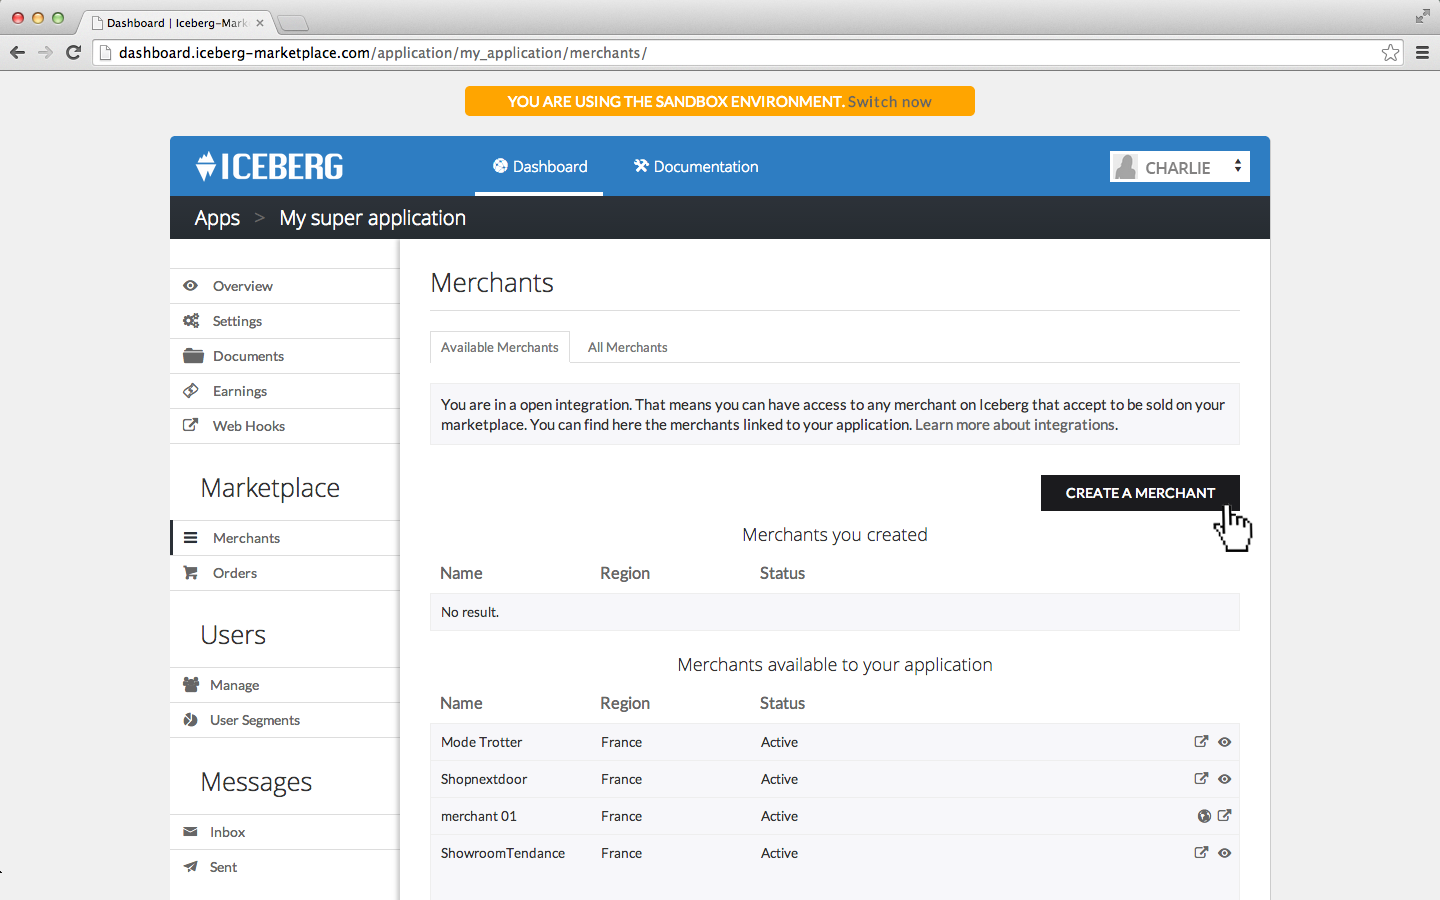 Dashboard | Iceberg-Mark
dashboard.iceberg-marketplace.com/application/my_application/merchants/
YOU ARE USING THE SANDBOX ENVIRONMENT. Switch now
ICEBERG
Dashboard
Documentation
CHARLIE
Apps > My super application
Overview
Settings
Documents
Earnings
Web Hooks
Marketplace
Merchants
Orders
Users
Manage
User Segments
Messages
Inbox
Sent
Merchants
Available Merchants
All Merchants
You are in a open integration. That means you can have access to any merchant on Iceberg that accept to be sold on your
marketplace. You can find here the merchants linked to your application. Learn more about integrations.
CREATE A MERCHANT
Merchants you created
Name Region Status
No result.
Merchants available to your application
Name Region Status
Mode Trotter France Active
Shopnextdoor France Active
merchant 01 France Active
ShowroomTendance France Active